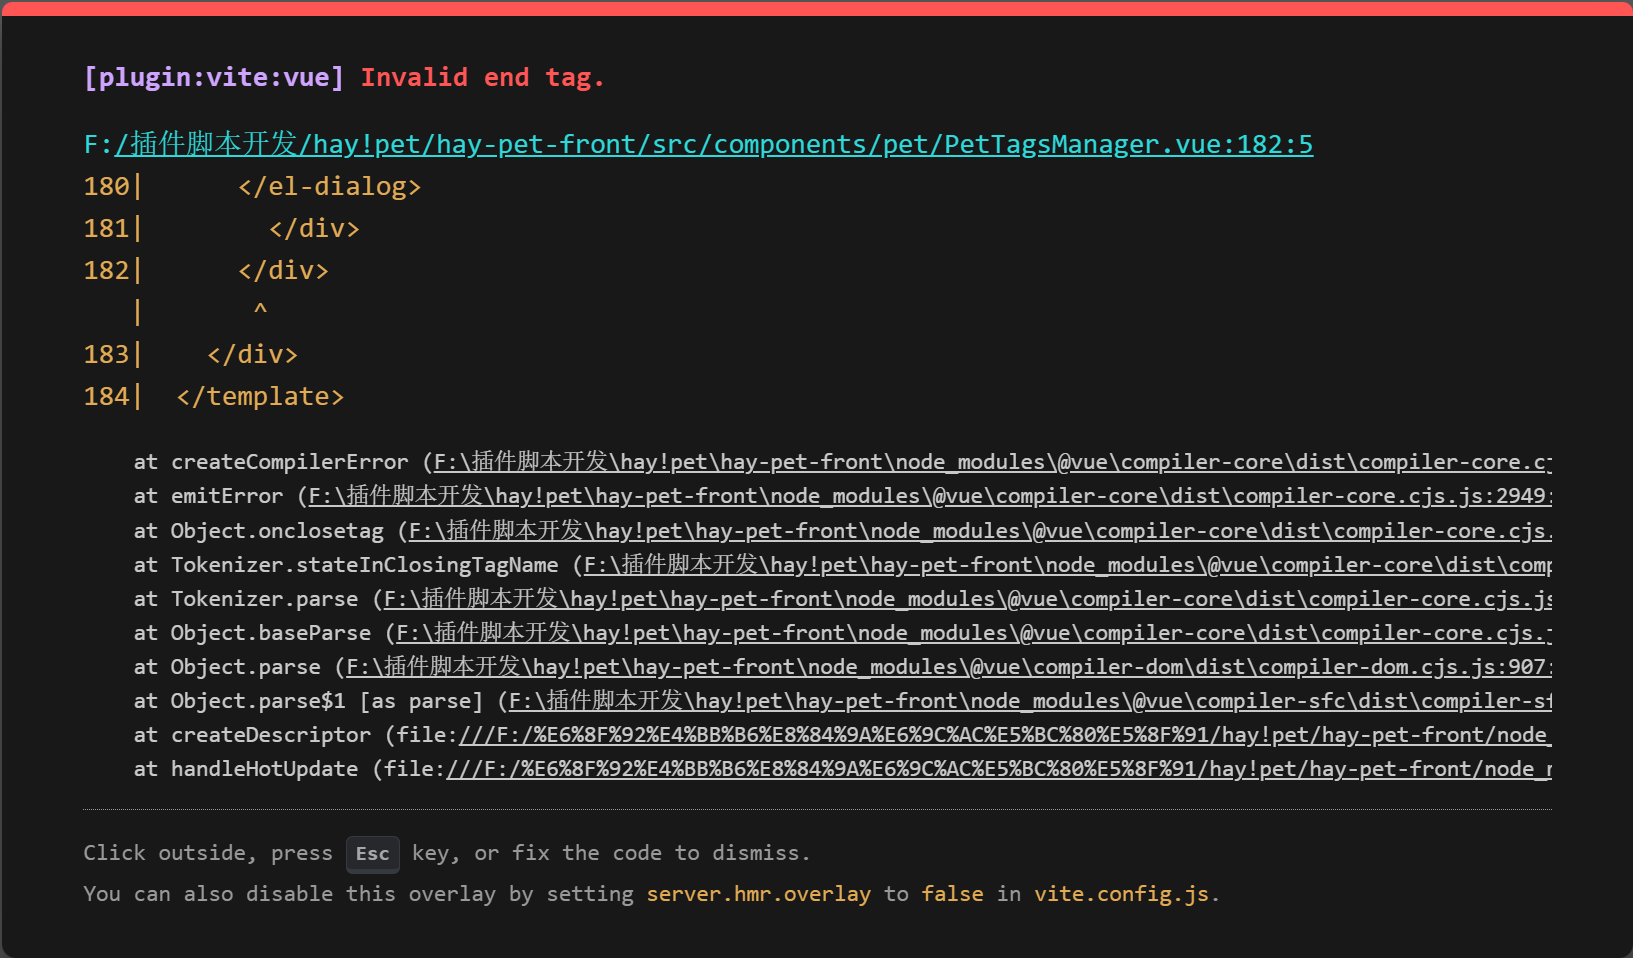 [plugin:vite:vue] Invalid end tag.
F:/插件脚本开发/hay!pet/hay-pet-front/src/components/pet/PetTagsManager.vue:182:5
180|      </el-dialog>
181|        </div>
182|      </div>
   |       ^
183|    </div>
184|  </template>
at createCompilerError (F:\插件脚本开发\hay!pet\hay-pet-front\node_modules\@vue\compiler-core\dist\compiler-core.cj
at emitError (F:\插件脚本开发\hay!pet\hay-pet-front\node_modules\@vue\compiler-core\dist\compiler-core.cjs.js:2949:
at Object.onclosetag (F:\插件脚本开发\hay!pet\hay-pet-front\node_modules\@vue\compiler-core\dist\compiler-core.cjs.
at Tokenizer.stateInClosingTagName (F:\插件脚本开发\hay!pet\hay-pet-front\node_modules\@vue\compiler-core\dist\comp
at Tokenizer.parse (F:\插件脚本开发\hay!pet\hay-pet-front\node_modules\@vue\compiler-core\dist\compiler-core.cjs.js
at Object.baseParse (F:\插件脚本开发\hay!pet\hay-pet-front\node_modules\@vue\compiler-core\dist\compiler-core.cjs.j
at Object.parse (F:\插件脚本开发\hay!pet\hay-pet-front\node_modules\@vue\compiler-dom\dist\compiler-dom.cjs.js:907:
at Object.parse$1 [as parse] (F:\插件脚本开发\hay!pet\hay-pet-front\node_modules\@vue\compiler-sfc\dist\compiler-sf
at createDescriptor (file:///F:/%E6%8F%92%E4%BB%B6%E8%84%9A%E6%9C%AC%E5%BC%80%E5%8F%91/hay!pet/hay-pet-front/node_
at handleHotUpdate (file:///F:/%E6%8F%92%E4%BB%B6%E8%84%9A%E6%9C%AC%E5%BC%80%E5%8F%91/hay!pet/hay-pet-front/node_m
Click outside, press Esc key, or fix the code to dismiss.
You can also disable this overlay by setting server.hmr.overlay to false in vite.config.js.